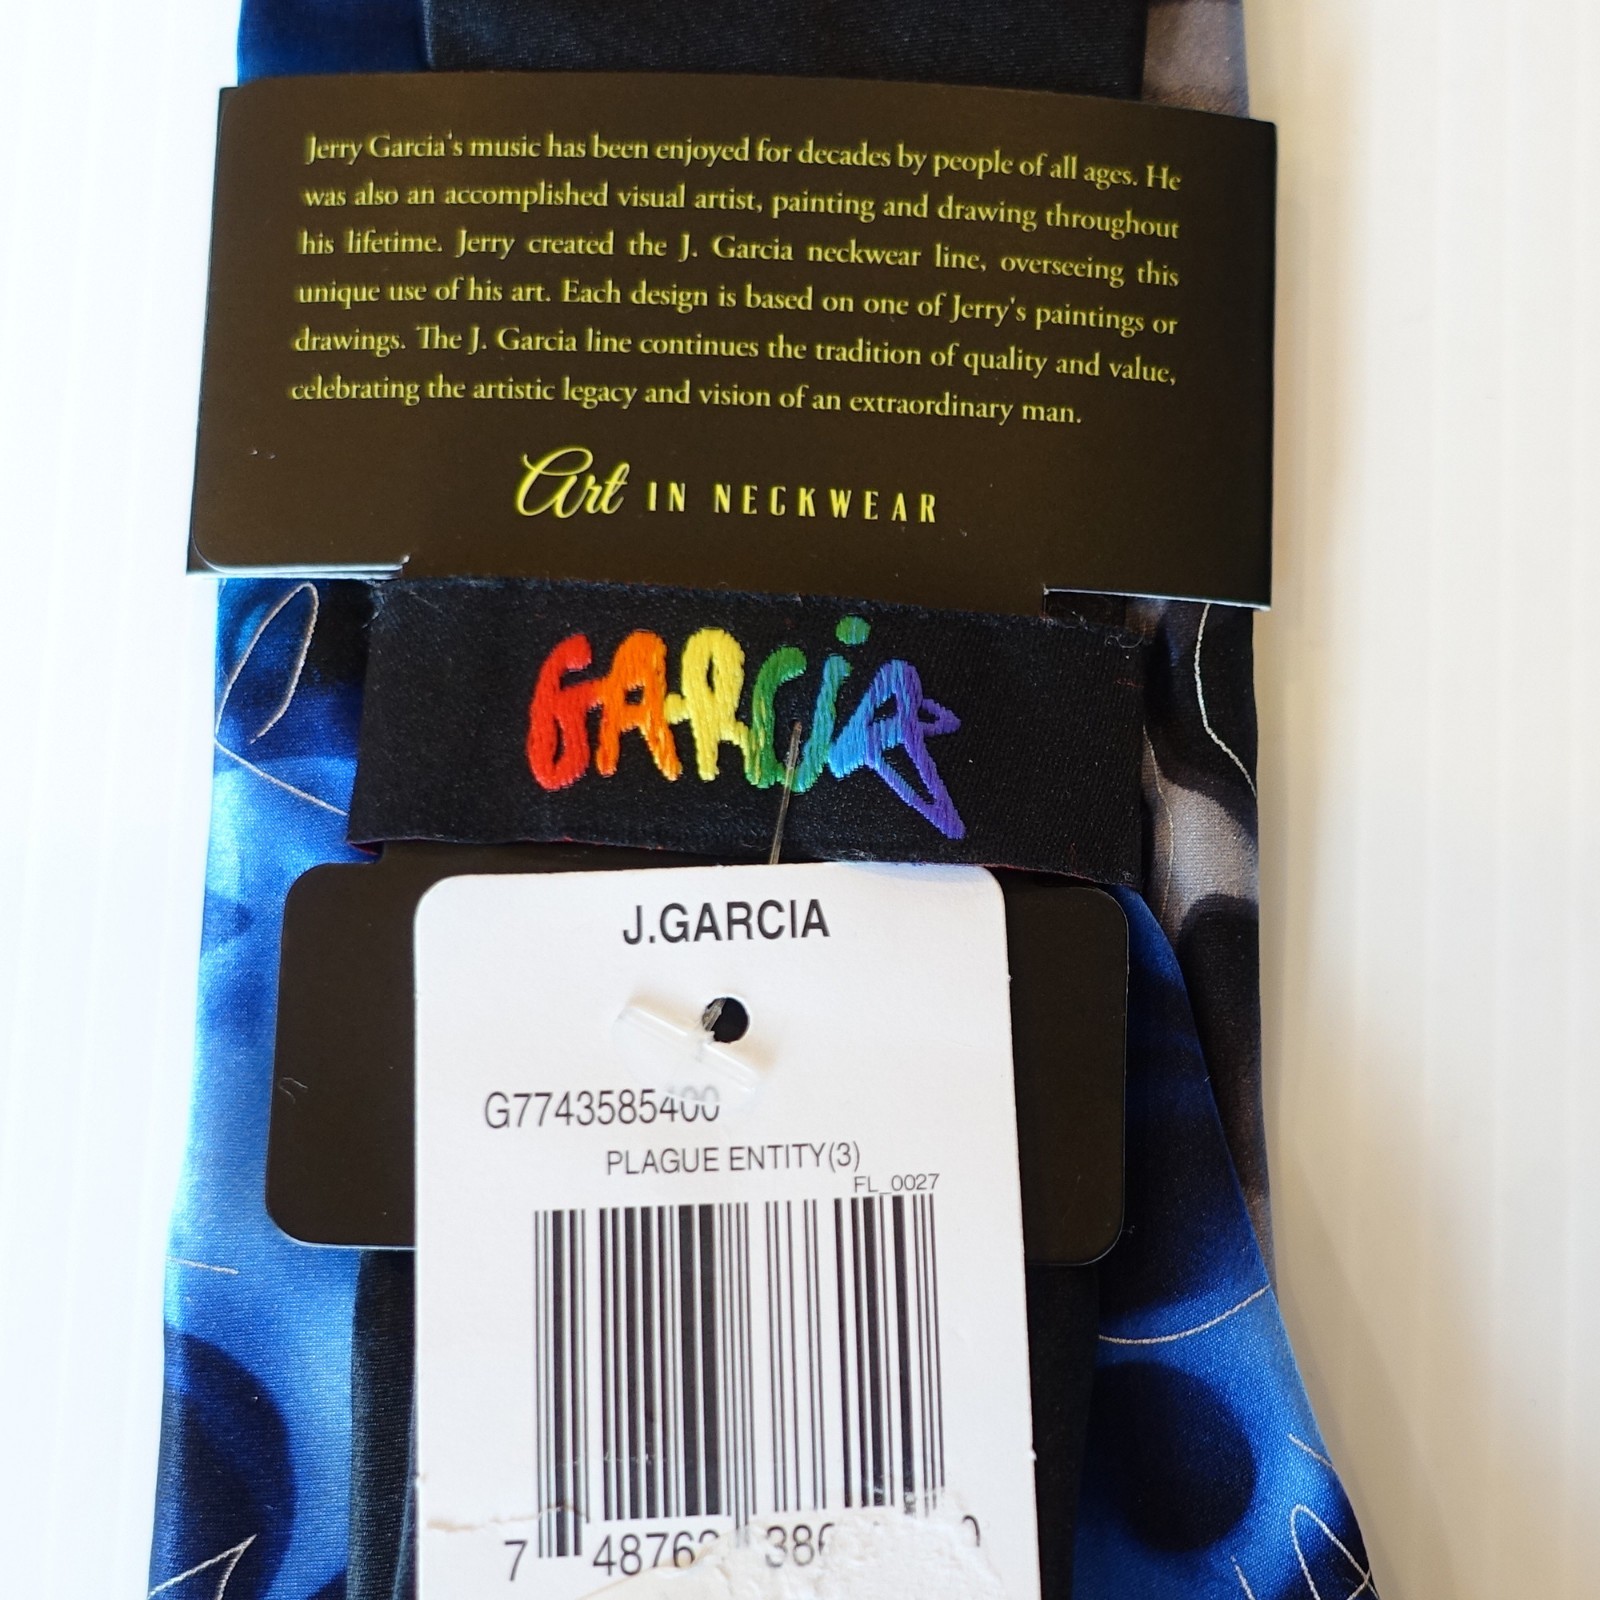 Jerry Garcia's music has been enjoyed for decades by people of all ages. He
was also an accomplished visual artist, painting and drawing throughout
his lifetime. Jerry created the J. Garcia neckwear line, overseeing this
unique use of his art. Each design is based on one of Jerry's paintings or
drawings. The J. Garcia line continues the tradition of quality and value,
celebrating the artistic legacy and vision of an extraordinary man.
Art IN NECKWEAR
GARCiA
J.GARCIA
G7743585400
PLAGUE ENTITY(3)
FL_0027
7